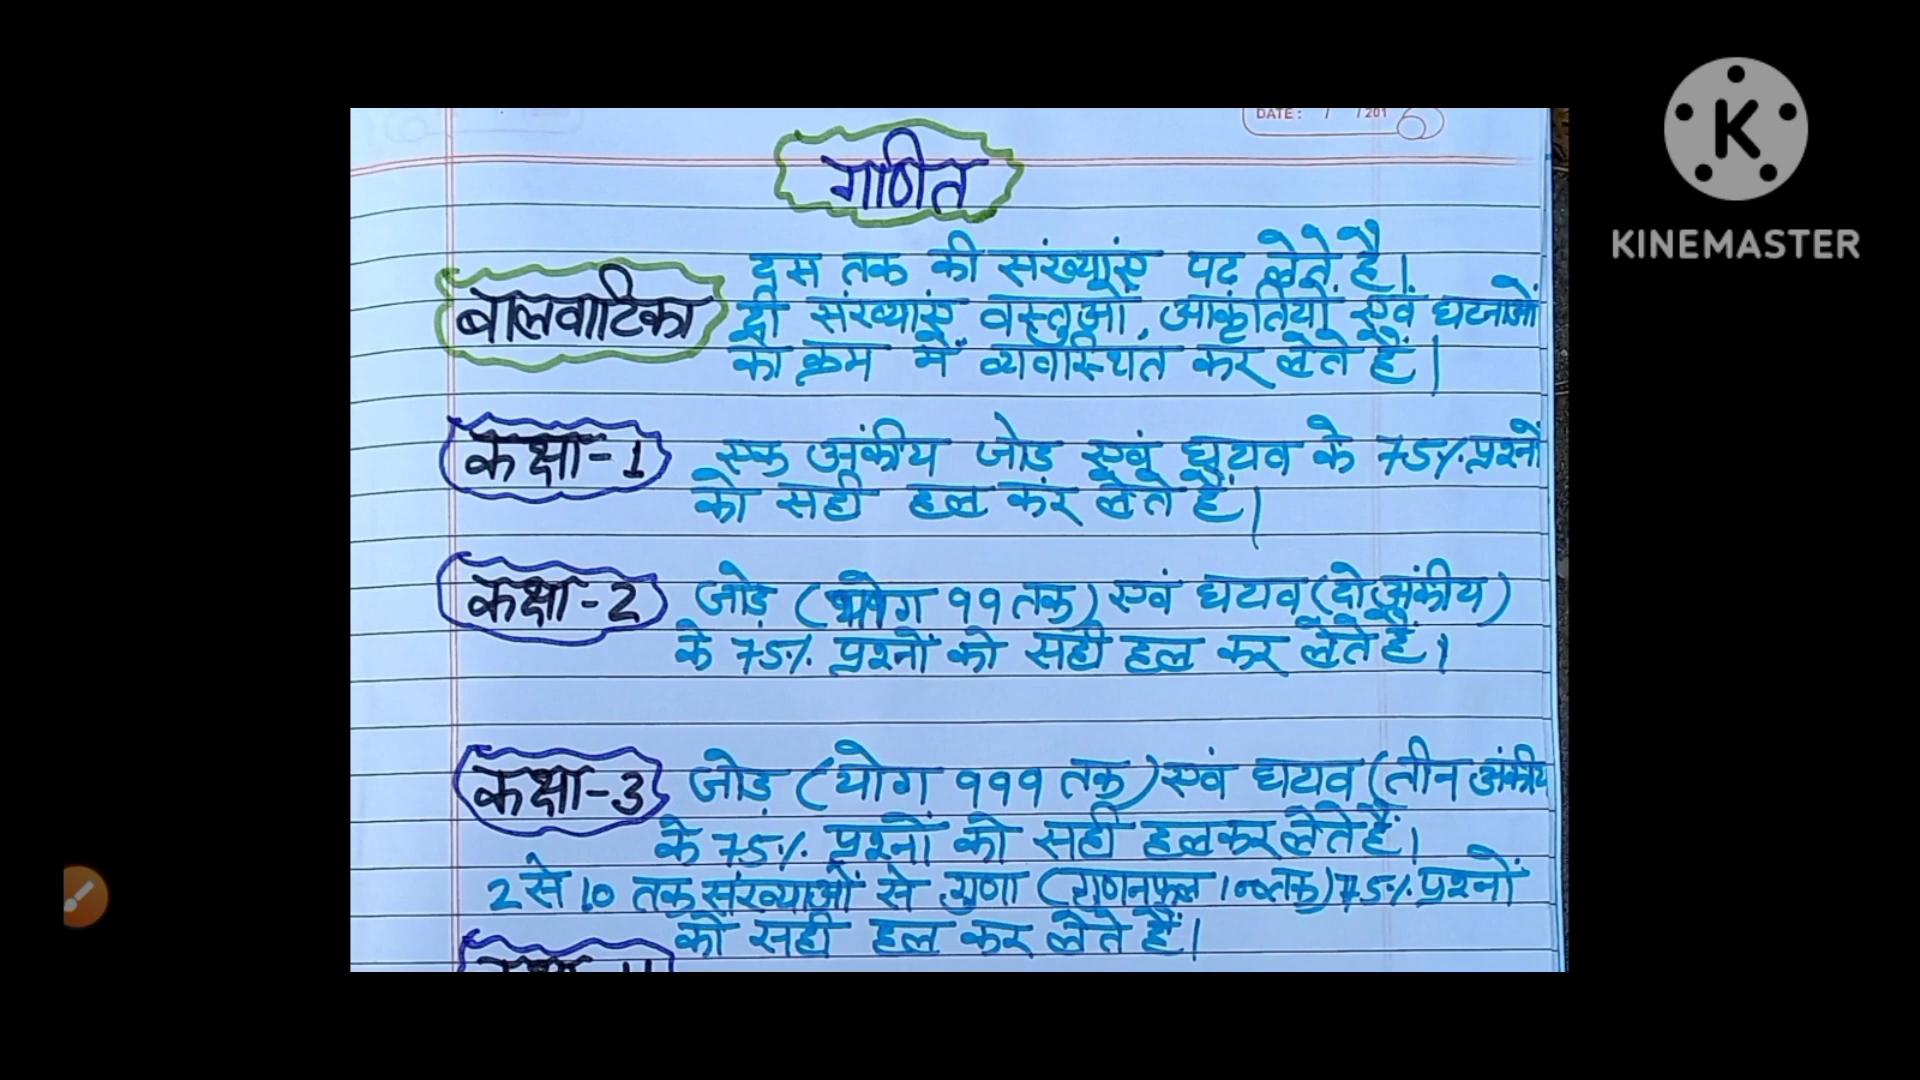 DATE: / /201
KINEMASTER
गणित
दस तक की संख्याएं पढ़ लेते है।
बालवाटिका दी संख्याएं वस्तुओं, आकृतियों एवं घटनाओं
को क्रम में व्यवस्थित कर लेते हैं।
कक्षा-1 एक अंकीय जोड एवं घटाव के 75% प्रश्नों
को सही हल कर लेते हैं।
कक्षा-2 जोड़ (योग 99 तक) एवं घटाव (दो अंकीय)
के 75% प्रश्नों को सही हल कर लेते हैं।
कक्षा-3 जोड़ (योग 999 तक) एवं घटाव (तीन अंकीय
के 75% प्रश्नों को सही हल कर लेते हैं।
2 से 10 तक संख्याओं से गुणा (गुणनफल 100 तक) 75% प्रश्नों
को सही हल कर लेते हैं।